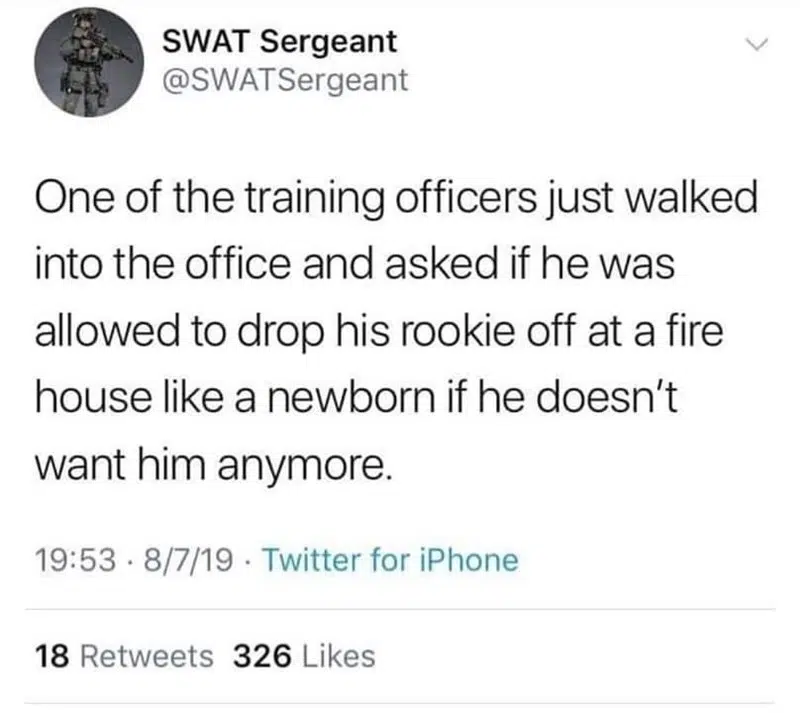 SWAT Sergeant
@SWATSergeant
One of the training officers just walked
into the office and asked if he was
allowed to drop his rookie off at a fire
house like a newborn if he doesn't
want him anymore.
19:53 · 8/7/19 · Twitter for iPhone
18 Retweets 326 Likes